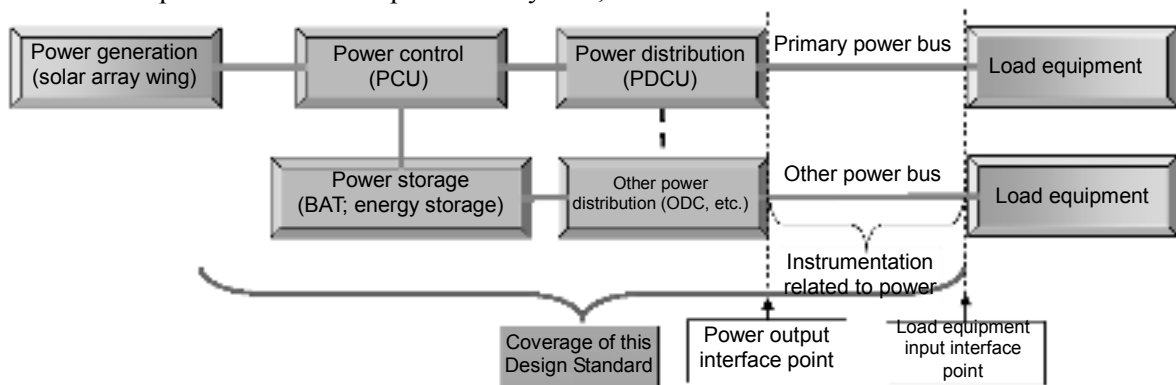 Power generation
(solar array wing)
Power control
(PCU)
Power distribution
(PDCU)
Primary power bus
Load equipment
Power storage
(BAT; energy storage)
Other power
distribution (ODC, etc.)
Other power bus
Load equipment
Instrumentation
related to power
Coverage of this
Design Standard
Power output
interface point
Load equipment
input interface
point